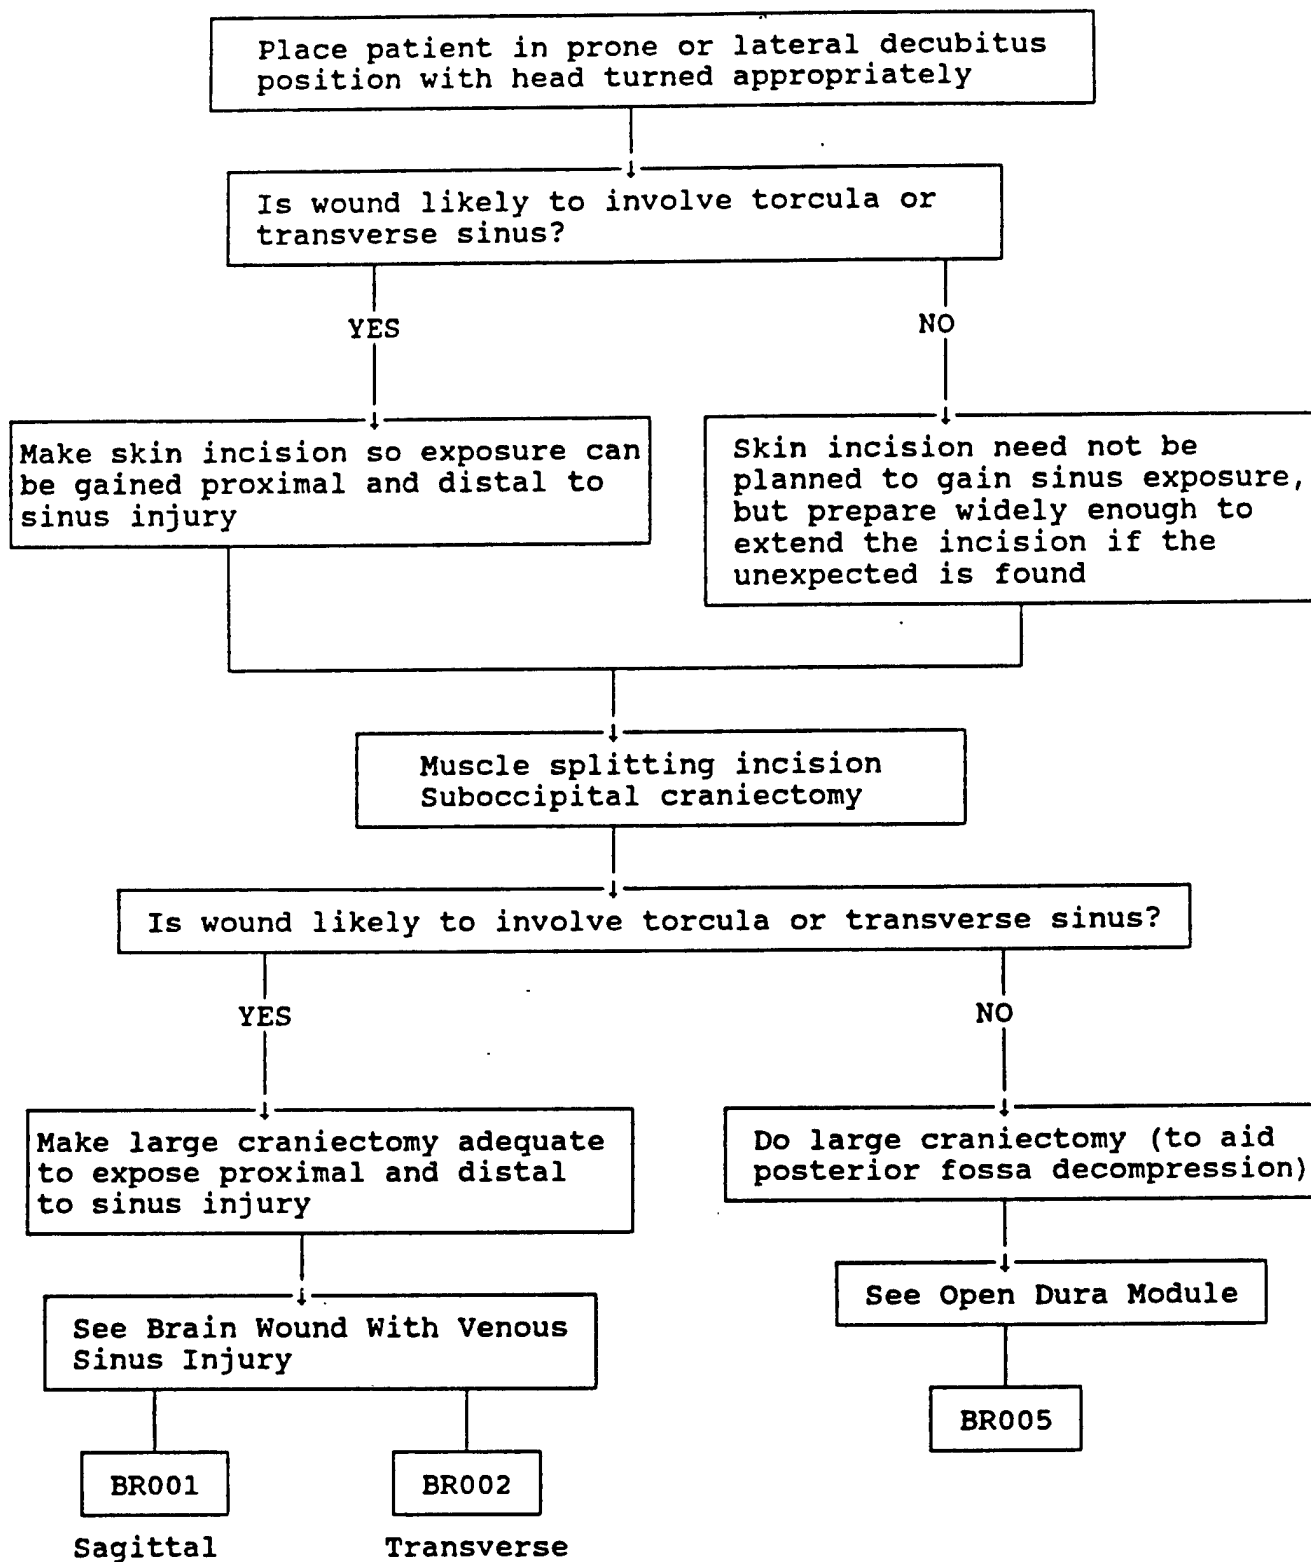 Place patient in prone or lateral decubitus
position with head turned appropriately
Is wound likely to involve torcula or
transverse sinus?
YES
NO
Make skin incision so exposure can
be gained proximal and distal to
sinus injury
Skin incision need not be
planned to gain sinus exposure,
but prepare widely enough to
extend the incision if the
unexpected is found
Muscle splitting incision
Suboccipital craniectomy
Is wound likely to involve torcula or transverse sinus?
YES
NO
Make large craniectomy adequate
to expose proximal and distal
to sinus injury
Do large craniectomy (to aid
posterior fossa decompression)
See Brain Wound With Venous
Sinus Injury
See Open Dura Module
BR001
BR002
BR005
Sagittal
Transverse